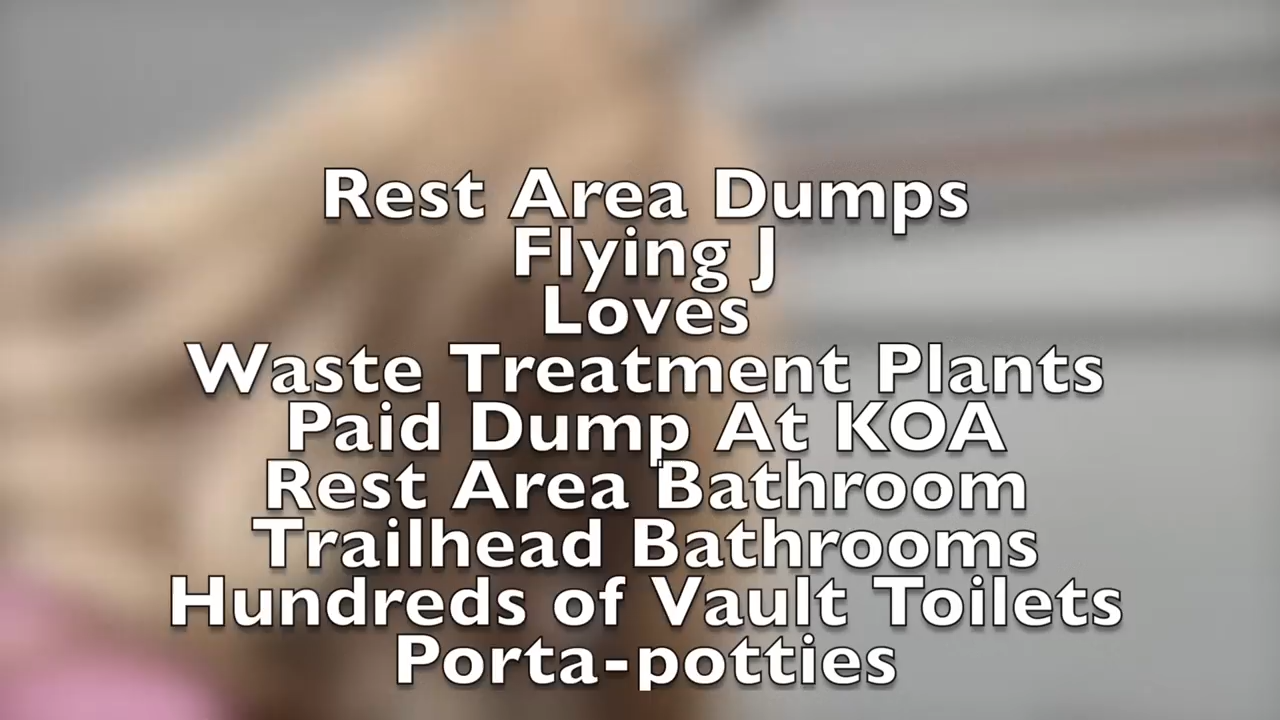 Rest Area Dumps
Flying J
Loves
Waste Treatment Plants
Paid Dump At KOA
Rest Area Bathroom
Trailhead Bathrooms
Hundreds of Vault Toilets
Porta-potties